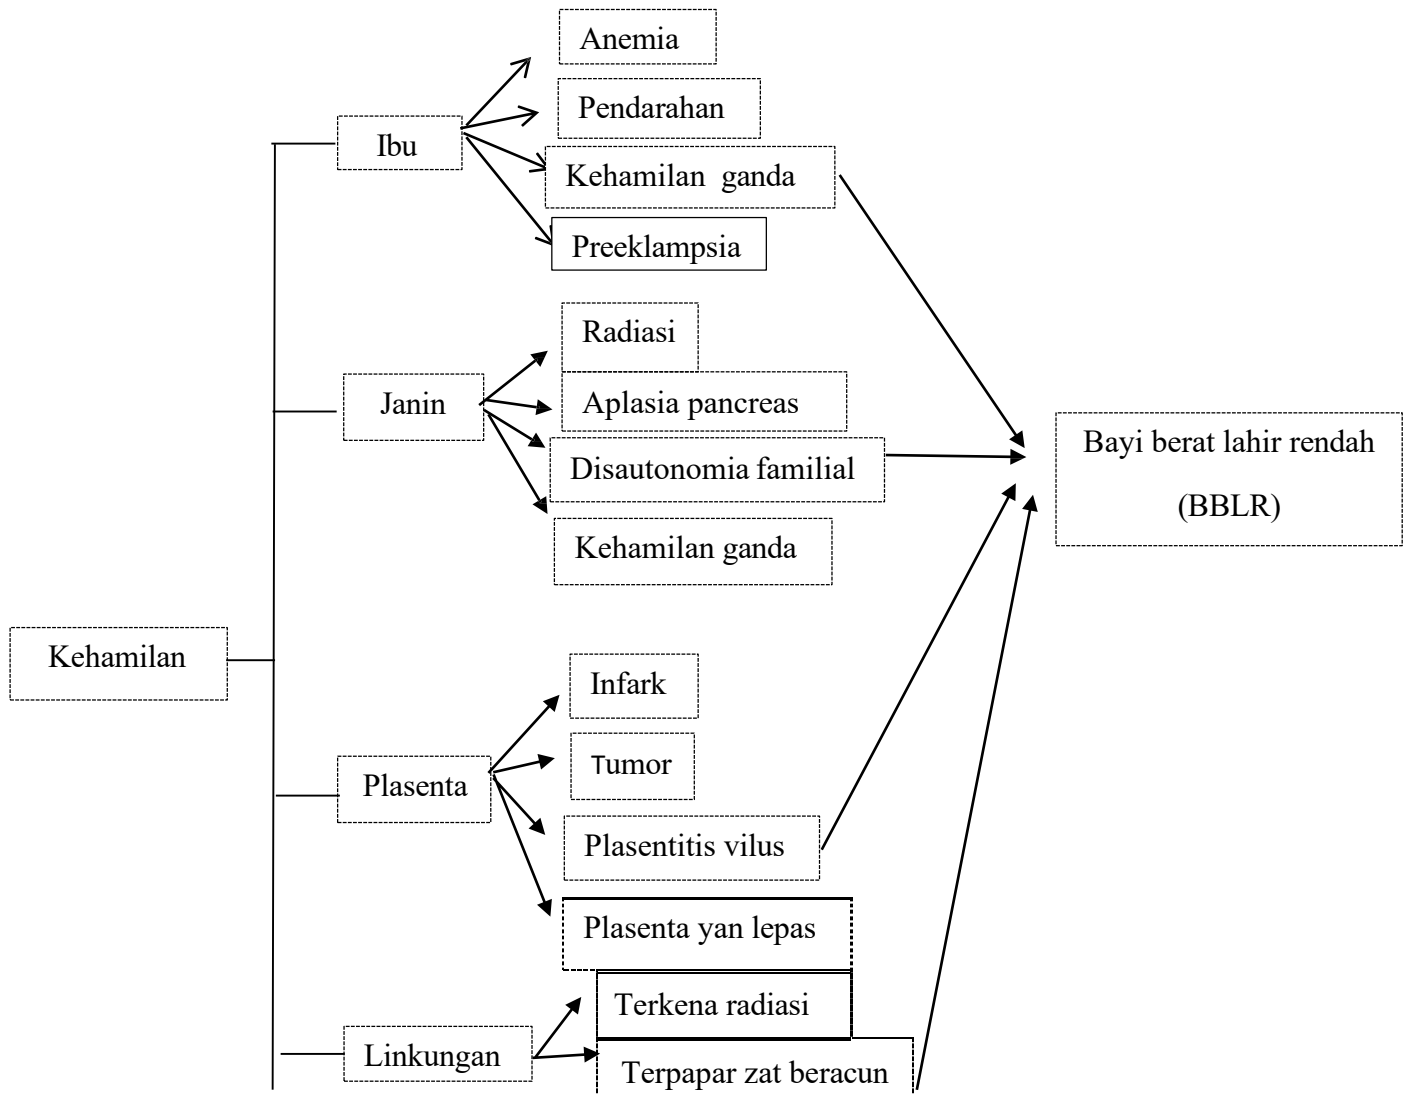 Anemia
Pendarahan
Ibu
Kehamilan ganda
Preeklampsia
Radiasi
Janin
Aplasia pancreas
Disautonomia familial
Kehamilan ganda
Bayi berat lahir rendah
(BBLR)
Kehamilan
Infark
Tumor
Plasenta
Plasentitis vilus
Plasenta yan lepas
Terkena radiasi
Linkungan
Terpapar zat beracun